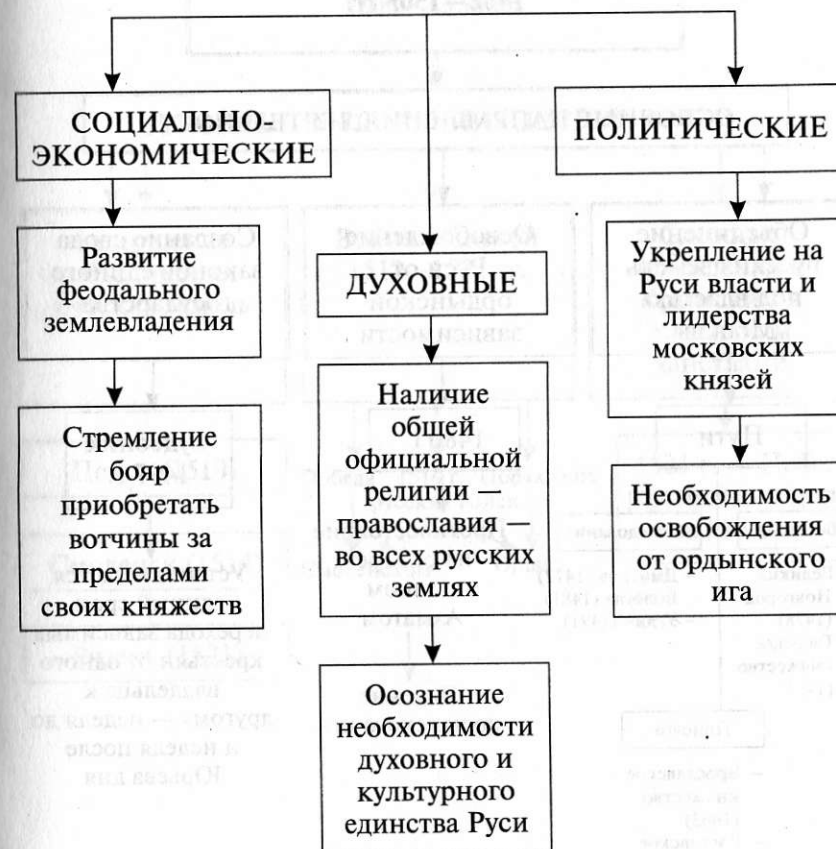 СОЦИАЛЬНО-
ЭКОНОМИЧЕСКИЕ
Развитие
феодального
землевладения
Стремление
бояр
приобретать
вотчины за
пределами
своих княжеств
ДУХОВНЫЕ
Наличие
общей
официальной
религии —
православия —
во всех русских
землях
Осознание
необходимости
духовного и
культурного
единства Руси
ПОЛИТИЧЕСКИЕ
Укрепление на
Руси власти и
лидерства
московских
князей
Необходимость
освобождения
от ордынского
ига